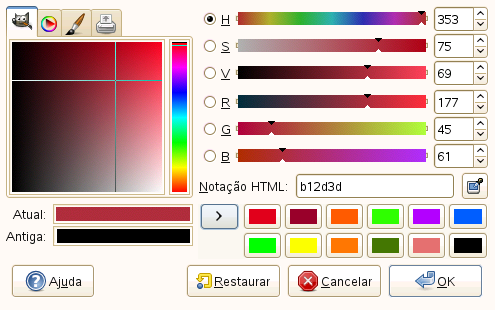 H 353
S 75
V 69
R 177
G 45
B 61
Notação HTML: b12d3d
Atual:
Antiga:
Ajuda Restaurar Cancelar OK